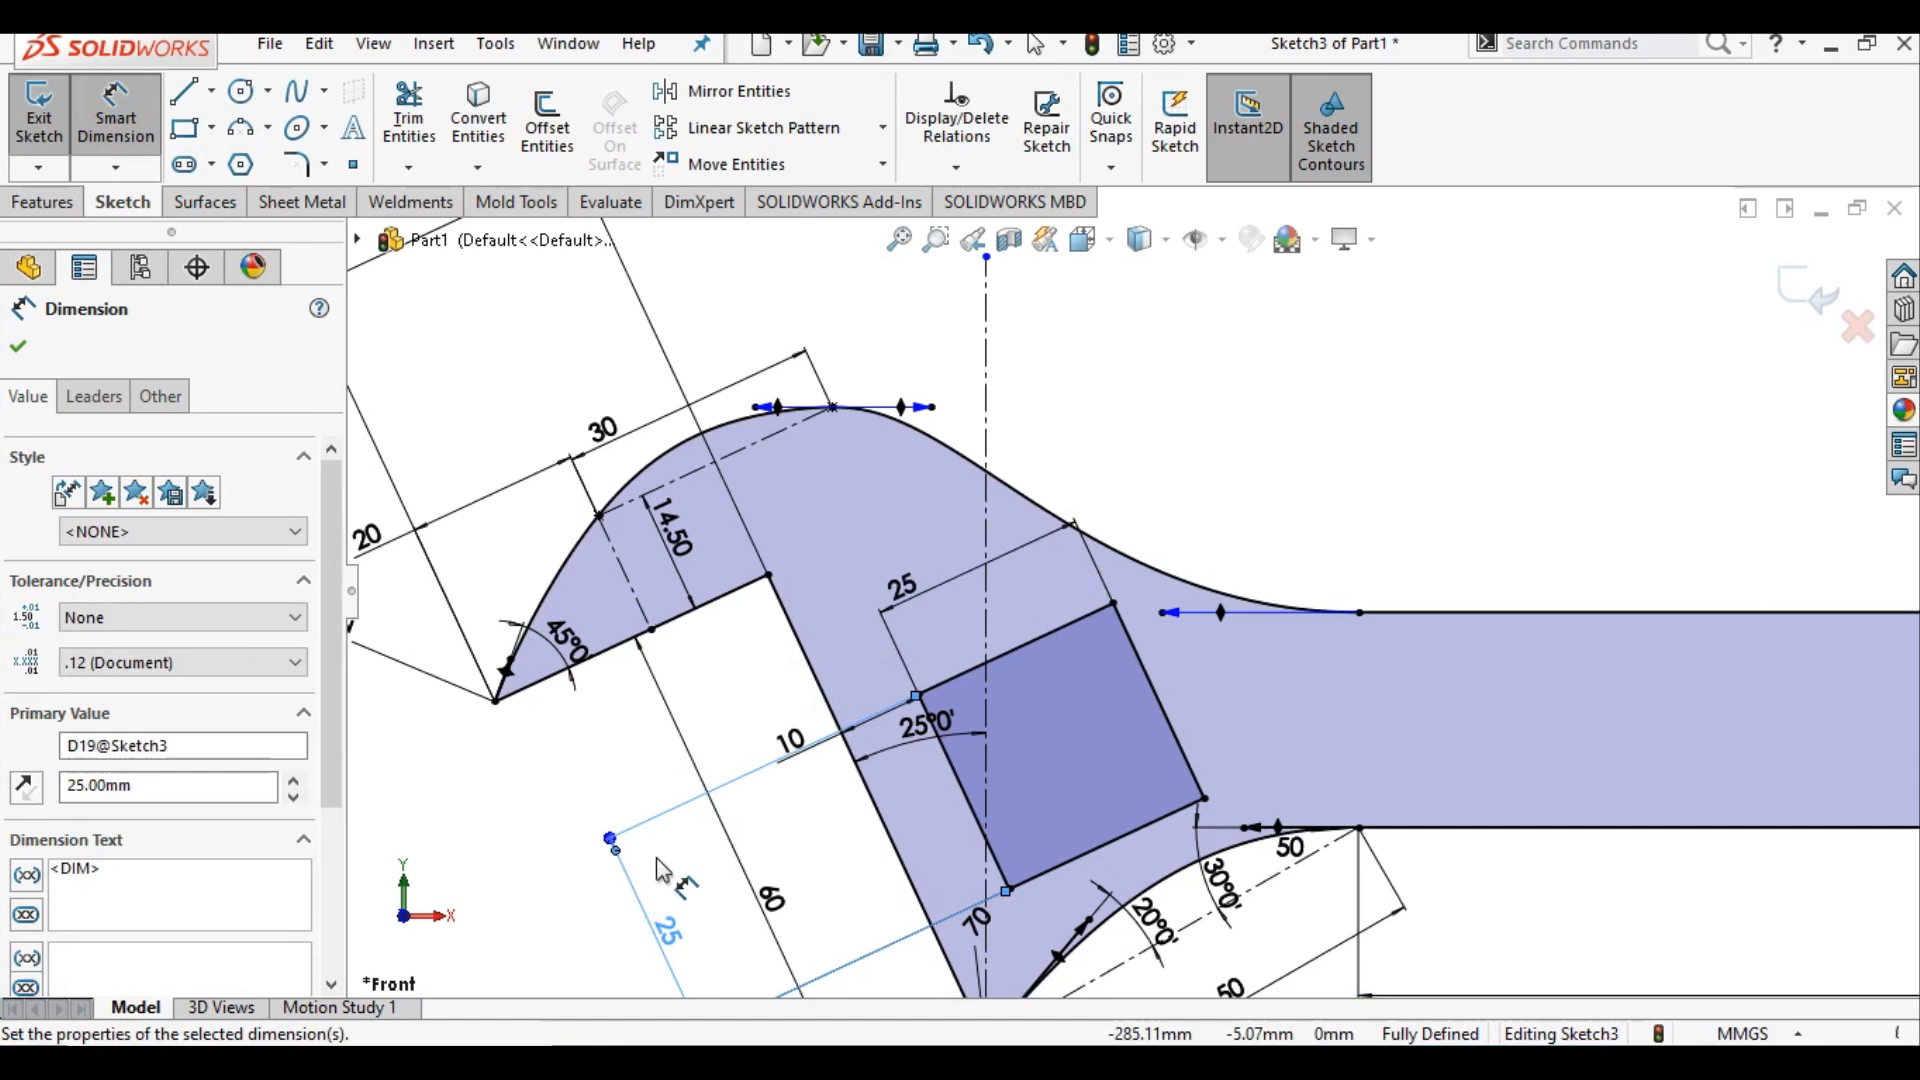 SOLIDWORKS File Edit View Insert Tools Window Help Sketch3 of Part1 * Search Commands ?
Exit Sketch
Smart Dimension
Trim Entities
Convert Entities
Offset Entities
Offset On Surface
Mirror Entities
Linear Sketch Pattern
Move Entities
Display/Delete Relations
Repair Sketch
Quick Snaps
Rapid Sketch
Instant2D
Shaded Sketch Contours
Features Sketch Surfaces Sheet Metal Weldments Mold Tools Evaluate DimXpert SOLIDWORKS Add-Ins SOLIDWORKS MBD
Part1 (Default<<Default>...
Dimension
Value Leaders Other
Style
<NONE>
Tolerance/Precision
None
.12 (Document)
Primary Value
D19@Sketch3
25.00mm
Dimension Text
<DIM>
30
20
14.50
45°0'
25
25°0'
10
60
25
70
50
30°0'
20°0'
50
Y
X
*Front
Model 3D Views Motion Study 1
Set the properties of the selected dimension(s). -285.11mm -5.07mm 0mm Fully Defined Editing Sketch3 MMGS